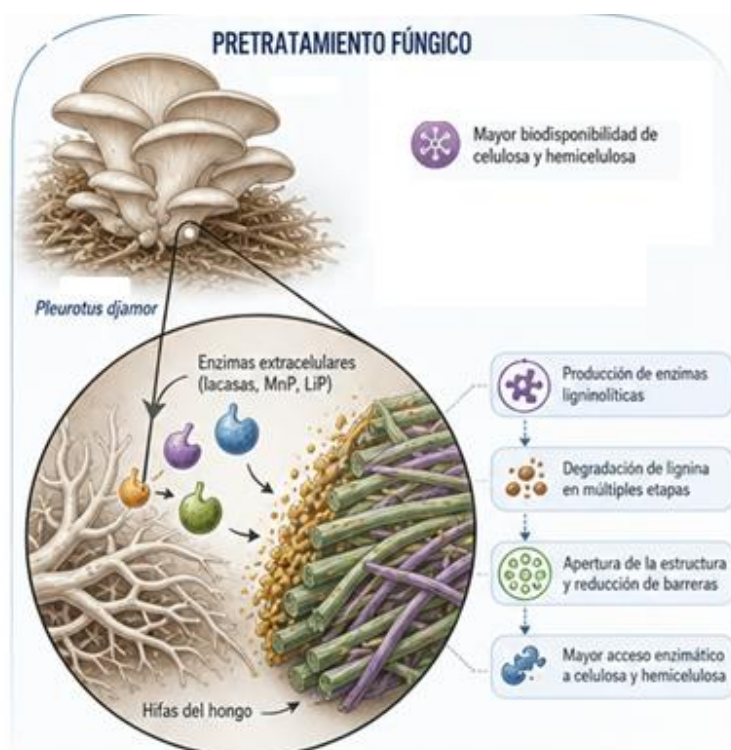 PRETRATAMIENTO FÚNGICO
Mayor biodisponibilidad de
celulosa y hemicelulosa
Pleurotus djamor
Enzimas extracelulares
(lacasas, MnP, LiP)
Producción de enzimas
ligninolíticas
Degradación de lignina
en múltiples etapas
Apertura de la estructura
y reducción de barreras
Mayor acceso enzimático
a celulosa y hemicelulosa
Hifas del hongo